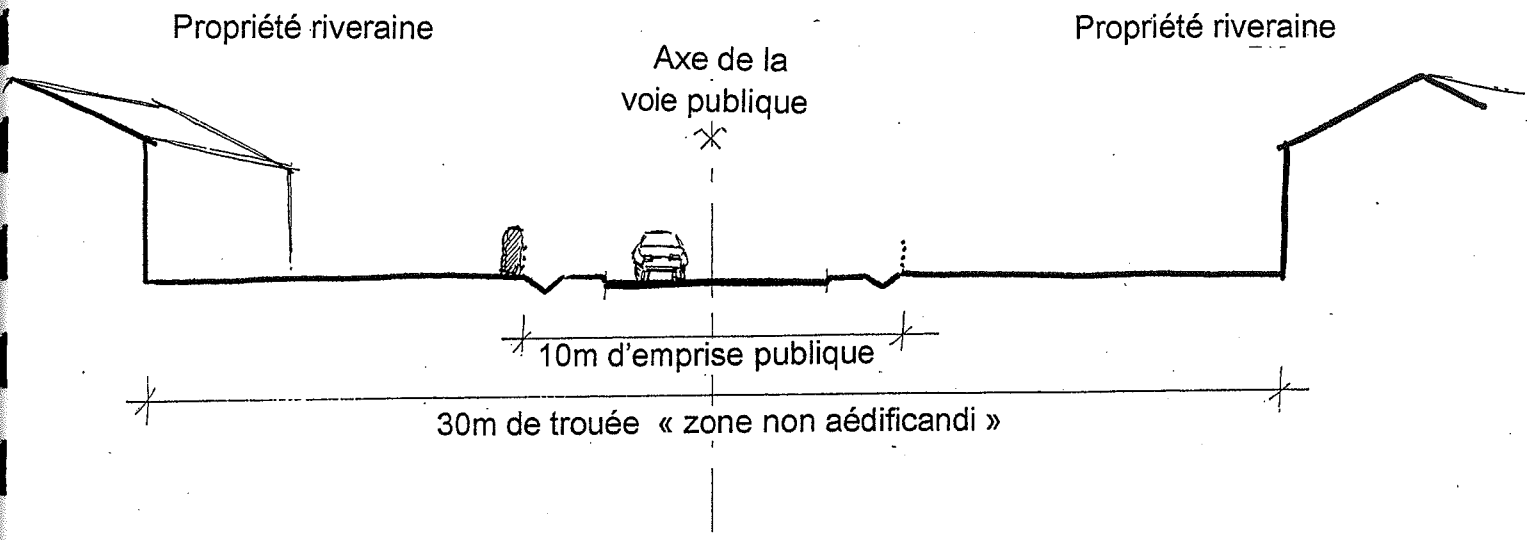 Propriété riveraine
Propriété riveraine
Axe de la
voie publique
10m d'emprise publique
30m de trouée « zone non aédificandi »